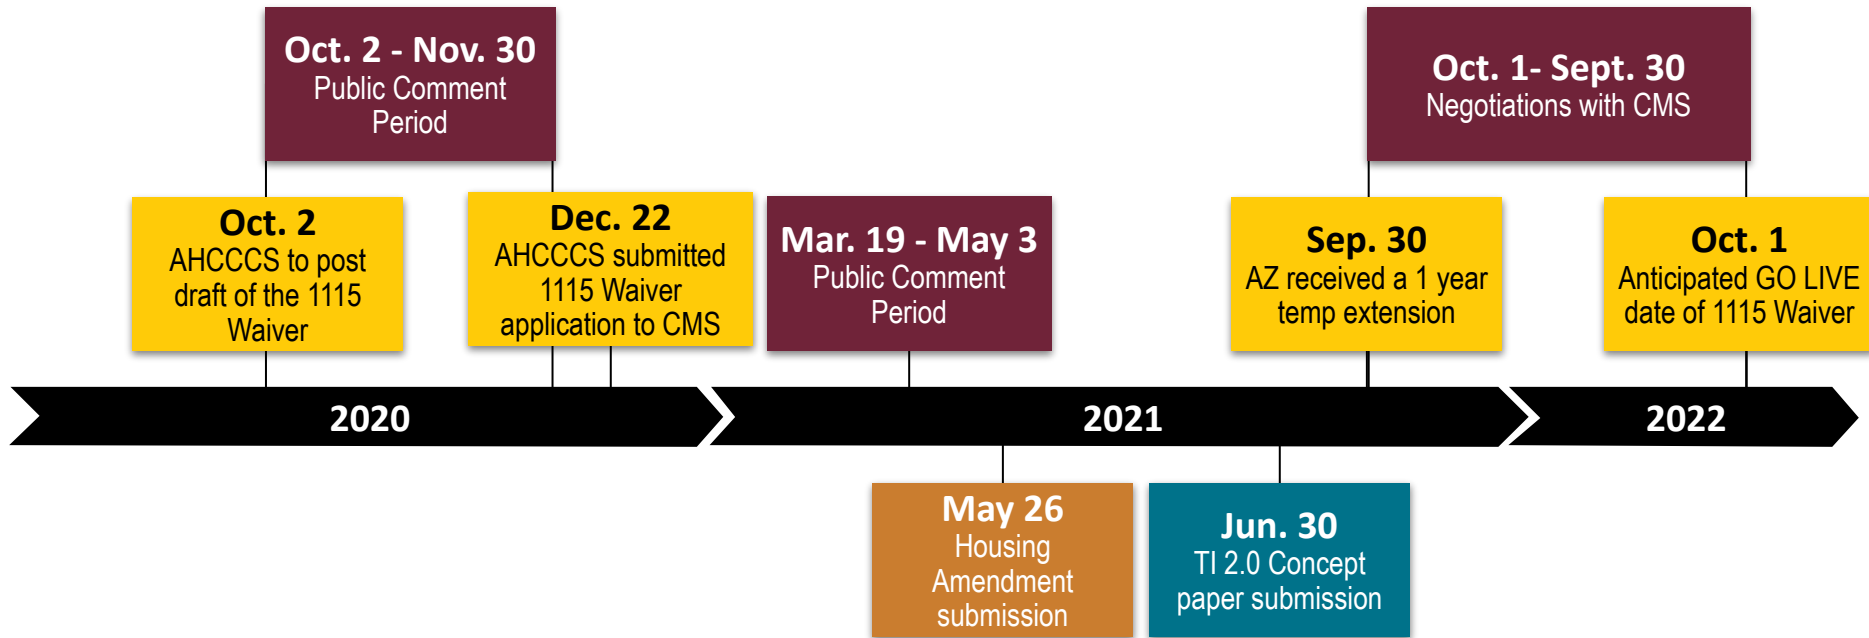 Oct. 2 - Nov. 30
Public Comment
Period
Oct. 1- Sept. 30
Negotiations with CMS
Oct. 2
AHCCCS to post
draft of the 1115
Waiver
Dec. 22
AHCCCS submitted
1115 Waiver
application to CMS
Mar. 19 - May 3
Public Comment
Period
Sep. 30
AZ received a 1 year
temp extension
Oct. 1
Anticipated GO LIVE
date of 1115 Waiver
2020
2021
2022
May 26
Housing
Amendment
submission
Jun. 30
TI 2.0 Concept
paper submission